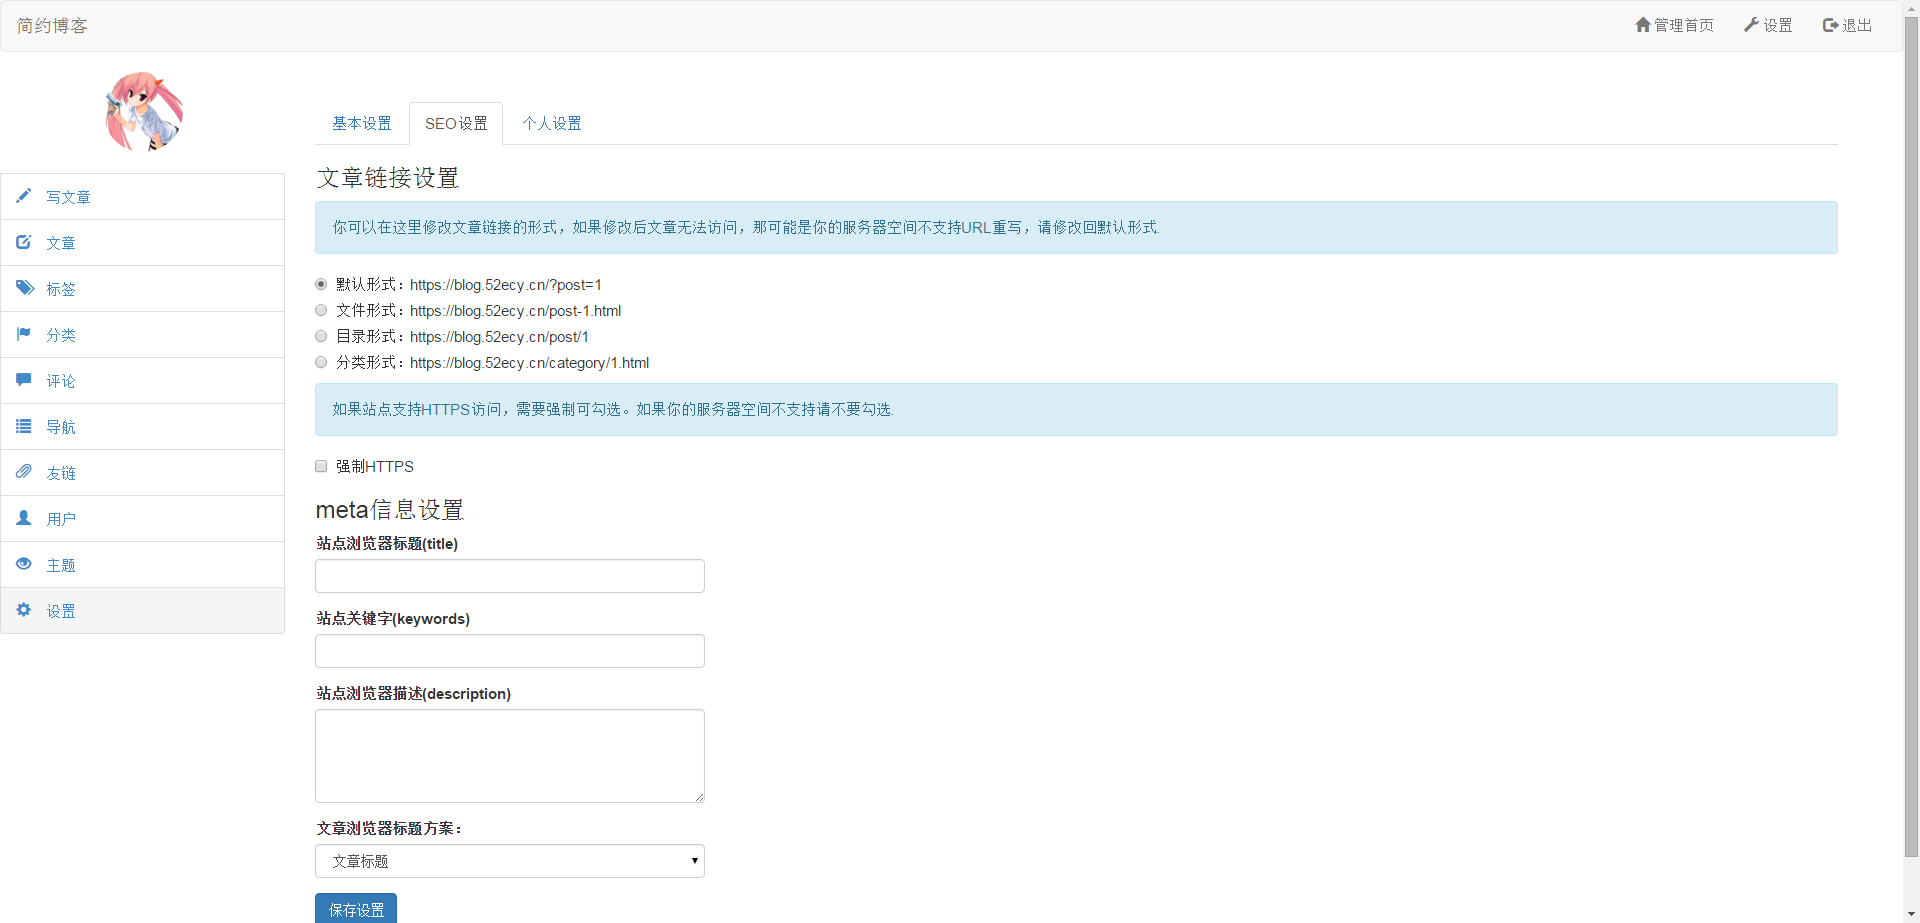 简约博客
管理首页 设置 退出
基本设置 SEO设置 个人设置
写文章
文章
标签
分类
评论
导航
友链
用户
主题
设置
文章链接设置
你可以在这里修改文章链接的形式，如果修改后文章无法访问，那可能是你的服务器空间不支持URL重写，请修改回默认形式.
默认形式：https://blog.52ecy.cn/?post=1
文件形式：https://blog.52ecy.cn/post-1.html
目录形式：https://blog.52ecy.cn/post/1
分类形式：https://blog.52ecy.cn/category/1.html
如果站点支持HTTPS访问，需要强制可勾选。如果你的服务器空间不支持请不要勾选.
强制HTTPS
meta信息设置
站点浏览器标题(title)
站点关键字(keywords)
站点浏览器描述(description)
文章浏览器标题方案：
文章标题
保存设置